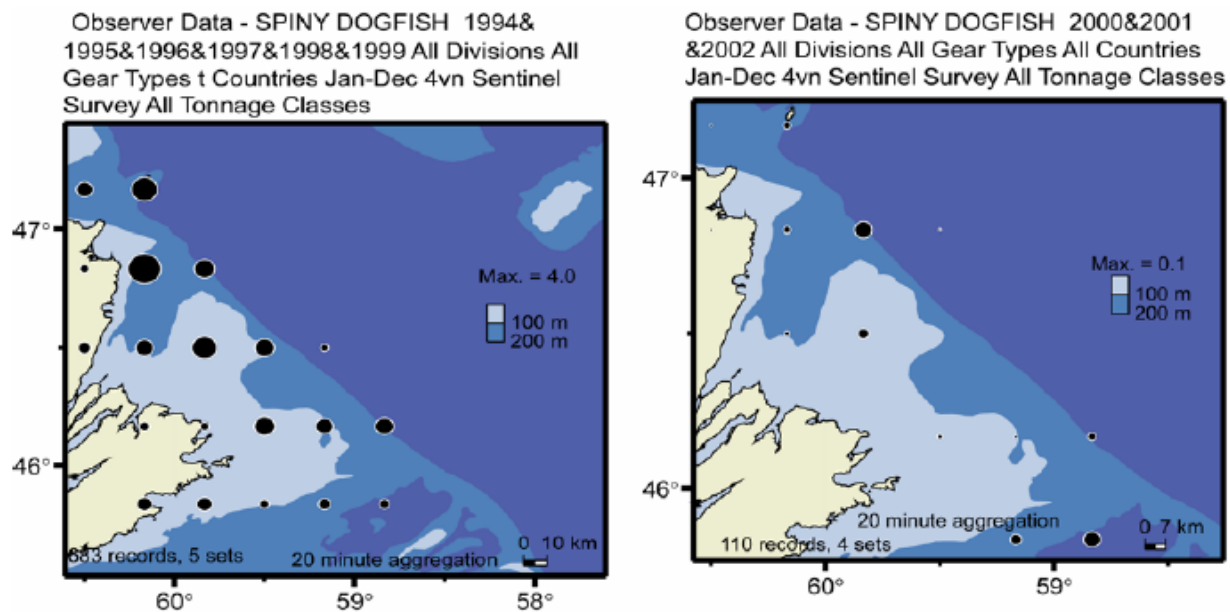 Observer Data - SPINY DOGFISH 1994&
1995&1996&1997&1998&1999 All Divisions All
Gear Types t Countries Jan-Dec 4vn Sentinel
Survey All Tonnage Classes
47°
46°
Max. = 4.0
100 m
200 m
0 10 km
883 records, 5 sets
20 minute aggregation
60°
59°
58°
Observer Data - SPINY DOGFISH 2000&2001
&2002 All Divisions All Gear Types All Countries
Jan-Dec 4vn Sentinel Survey All Tonnage Classes
47°
46°
Max. = 0.1
100 m
200 m
20 minute aggregation
0 7 km
110 records, 4 sets
60°
59°